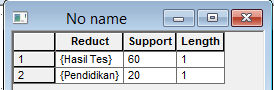 No name
Reduct Support Length
1 {Hasil Tes} 60 1
2 {Pendidikan} 20 1